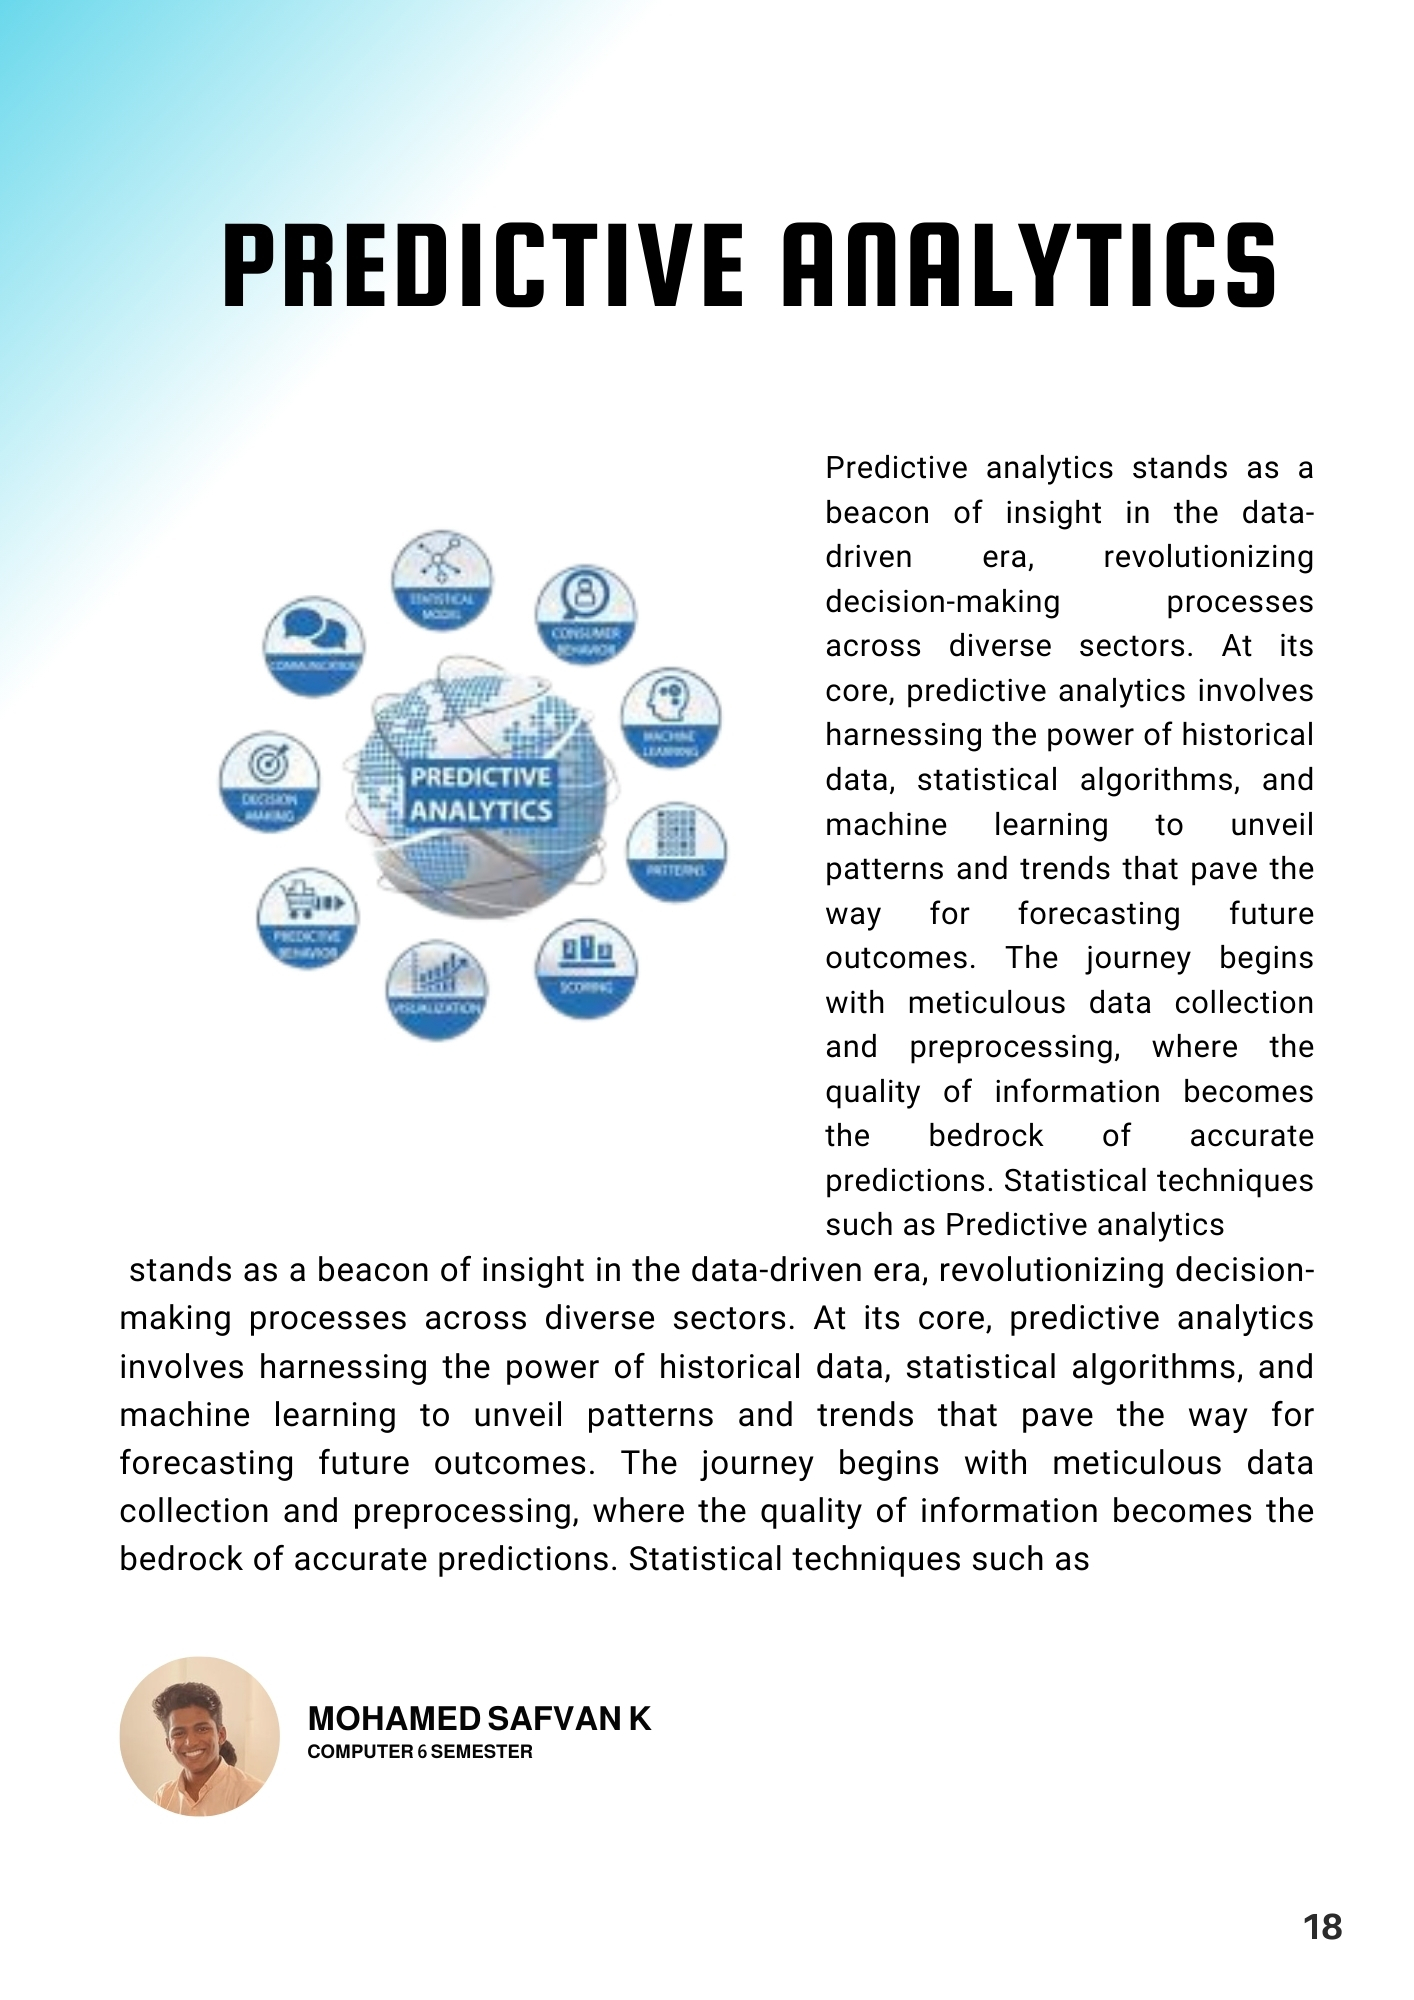 PREDICTIVE ANALYTICS
STATISTICAL
MODEL
CONSUMER
BEHAVIOR
COMMUNICATION
MACHINE
LEARNING
DECISION
MAKING
PREDICTIVE
ANALYTICS
PATTERNS
PREDICTIVE
BEHAVIOR
SCORING
VISUALIZATION
Predictive analytics stands as a
beacon of insight in the data-
driven era, revolutionizing
decision-making processes
across diverse sectors. At its
core, predictive analytics involves
harnessing the power of historical
data, statistical algorithms, and
machine learning to unveil
patterns and trends that pave the
way for forecasting future
outcomes. The journey begins
with meticulous data collection
and preprocessing, where the
quality of information becomes
the bedrock of accurate
predictions. Statistical techniques
such as Predictive analytics
stands as a beacon of insight in the data-driven era, revolutionizing decision-
making processes across diverse sectors. At its core, predictive analytics
involves harnessing the power of historical data, statistical algorithms, and
machine learning to unveil patterns and trends that pave the way for
forecasting future outcomes. The journey begins with meticulous data
collection and preprocessing, where the quality of information becomes the
bedrock of accurate predictions. Statistical techniques such as
MOHAMED SAFVAN K
COMPUTER 6 SEMESTER
18